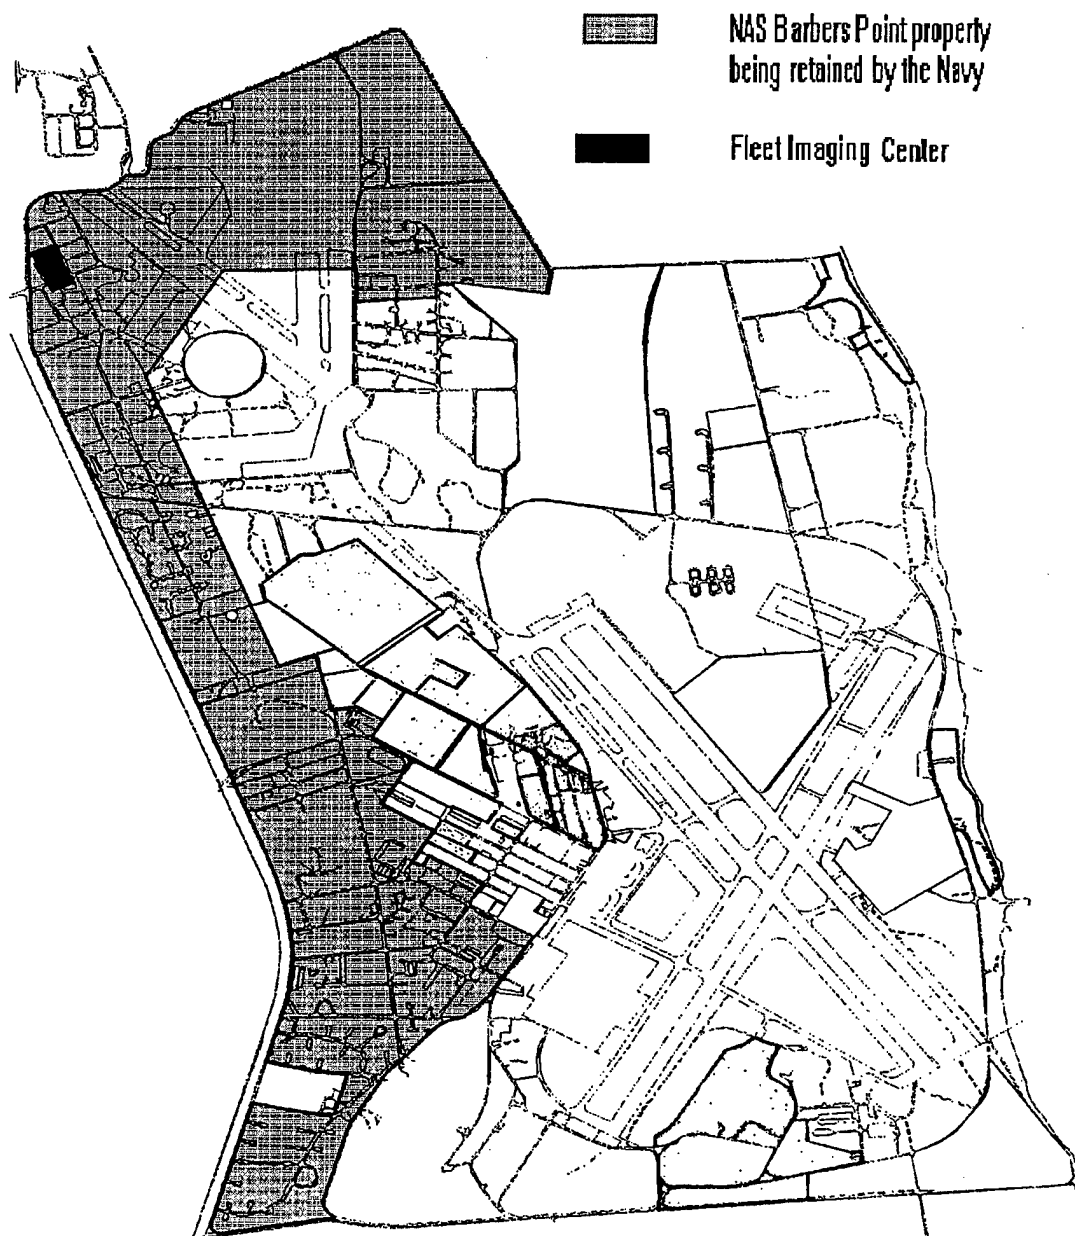 NAS Barbers Point property
being retained by the Navy
Fleet Imaging Center